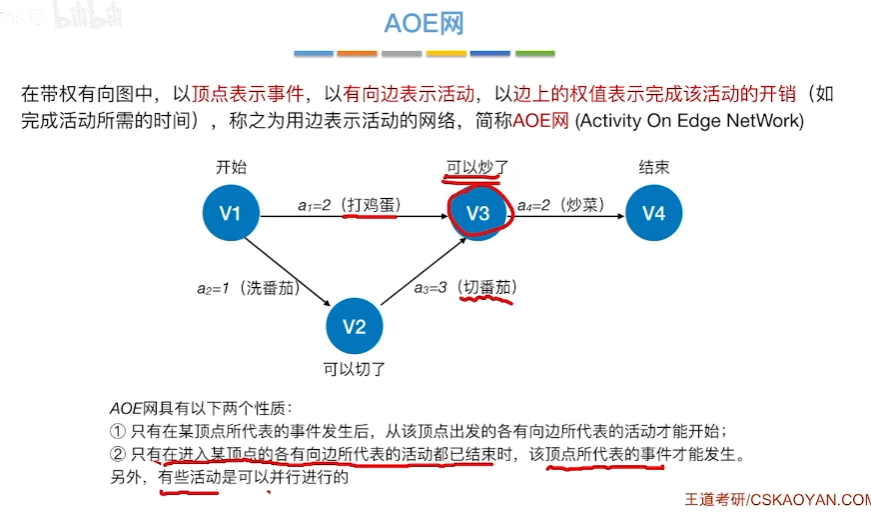 bilibili
AOE网
在带权有向图中，以顶点表示事件，以有向边表示活动，以边上的权值表示完成该活动的开销（如
完成活动所需的时间），称之为用边表示活动的网络，简称AOE网 (Activity On Edge NetWork)
开始
可以炒了
结束
V1
a₁=2（打鸡蛋）
V3
a₄=2（炒菜）
V4
a₂=1（洗番茄）
a₃=3（切番茄）
V2
可以切了
AOE网具有以下两个性质：
① 只有在某顶点所代表的事件发生后，从该顶点出发的各有向边所代表的活动才能开始；
② 只有在进入某顶点的各有向边所代表的活动都已结束时，该顶点所代表的事件才能发生。
另外，有些活动是可以并行进行的
王道考研/CSKAOYAN.COM